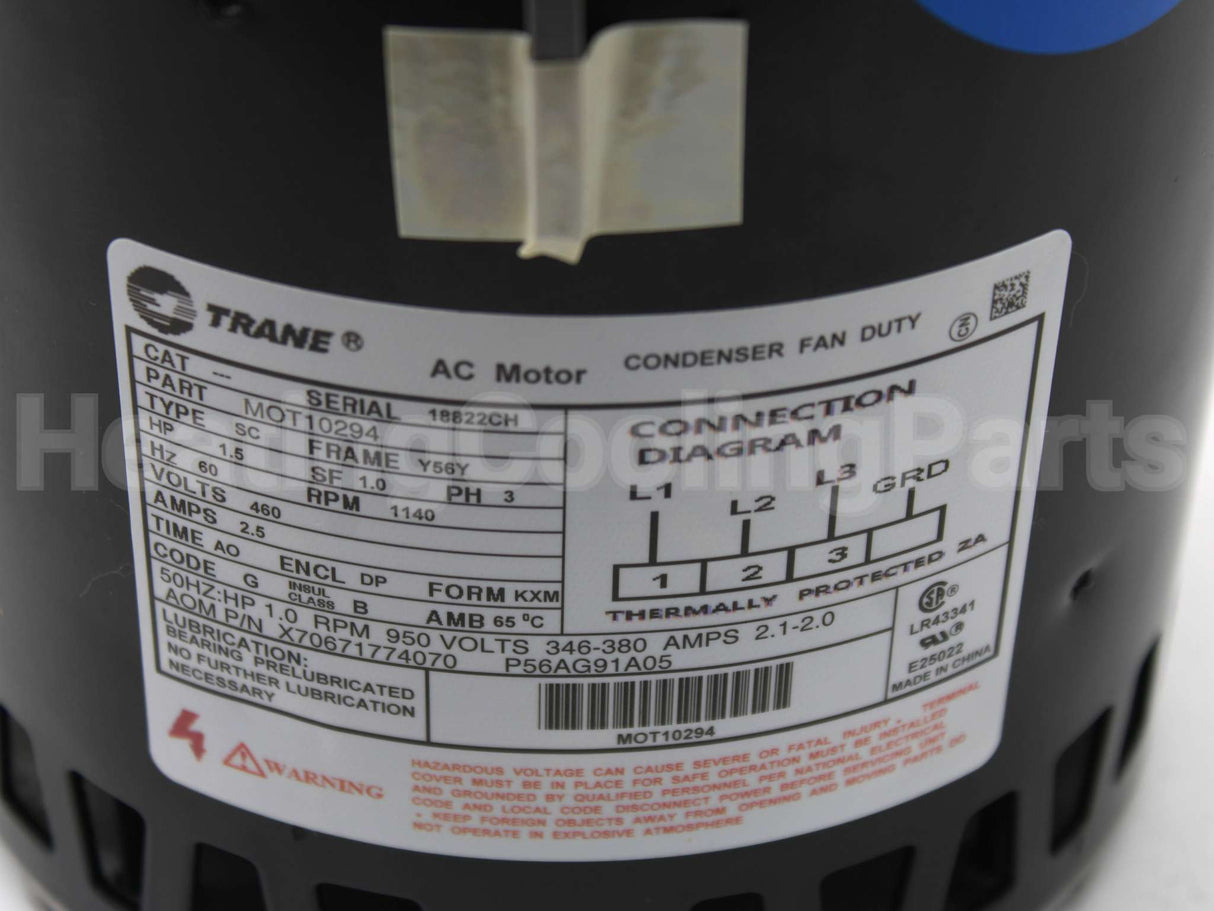 TRANE ®
AC Motor
CONDENSER FAN DUTY
CN
CAT ---
SERIAL 18822CH
PART MOT10294
TYPE SC
FRAME Y56Y
HP 1.5
SF 1.0
PH 3
Hz 60
RPM 1140
VOLTS 460
AMPS 2.5
TIME AO
ENCL DP
FORM KXM
CODE G
INSUL CLASS B
AMB 65 ºC
50HZ:HP 1.0 RPM 950 VOLTS 346-380 AMPS 2.1-2.0
AOM P/N X70671774070 P56AG91A05
LUBRICATION:
BEARING PRELUBRICATED
NO FURTHER LUBRICATION
NECESSARY
CONNECTION
DIAGRAM
L1 L2 L3 GRD
1 2 3
THERMALLY PROTECTED ZA
LR43341
E25022
MADE IN CHINA
MOT10294
WARNING
HAZARDOUS VOLTAGE CAN CAUSE SEVERE OR FATAL INJURY. TERMINAL
COVER MUST BE IN PLACE FOR SAFE OPERATION MUST BE INSTALLED
AND GROUNDED BY QUALIFIED PERSONNEL PER NATIONAL ELECTRICAL
CODE AND LOCAL CODE DISCONNECT POWER BEFORE SERVICING UNIT
• KEEP FOREIGN OBJECTS AWAY FROM OPENING AND MOVING PARTS DO
NOT OPERATE IN EXPLOSIVE ATMOSPHERE
HeatingCoolingParts